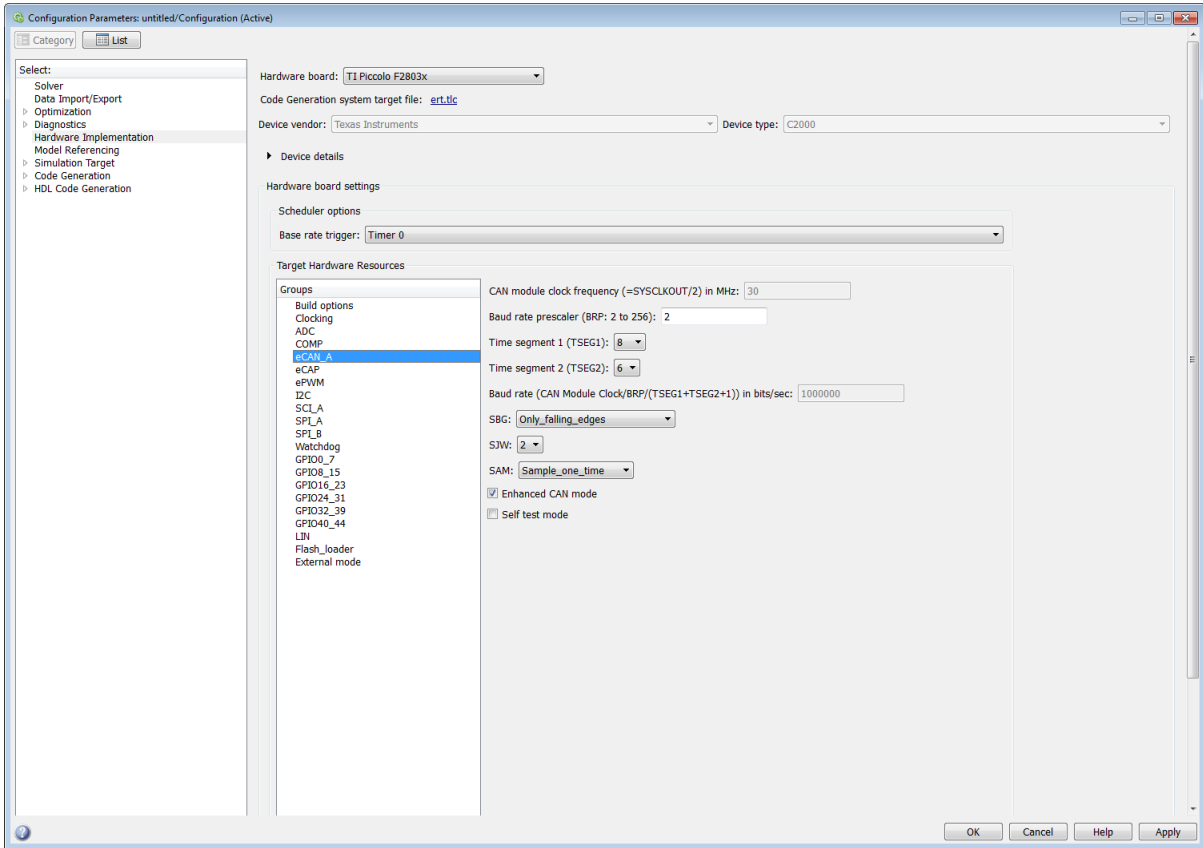 Configuration Parameters: untitled/Configuration (Active)
Category
List
Select:
Solver
Data Import/Export
Optimization
Diagnostics
Hardware Implementation
Model Referencing
Simulation Target
Code Generation
HDL Code Generation
Hardware board: TI Piccolo F2803x
Code Generation system target file: ert.tlc
Device vendor: Texas Instruments Device type: C2000
Device details
Hardware board settings
Scheduler options
Base rate trigger: Timer 0
Target Hardware Resources
Groups
Build options
Clocking
ADC
COMP
eCAN_A
eCAP
ePWM
I2C
SCI_A
SPI_A
SPI_B
Watchdog
GPIO0_7
GPIO8_15
GPIO16_23
GPIO24_31
GPIO32_39
GPIO40_44
LIN
Flash_loader
External mode
CAN module clock frequency (=SYSCLKOUT/2) in MHz: 30
Baud rate prescaler (BRP: 2 to 256): 2
Time segment 1 (TSEG1): 8
Time segment 2 (TSEG2): 6
Baud rate (CAN Module Clock/BRP/(TSEG1+TSEG2+1)) in bits/sec: 1000000
SBG: Only_falling_edges
SJW: 2
SAM: Sample_one_time
Enhanced CAN mode
Self test mode
OK Cancel Help Apply